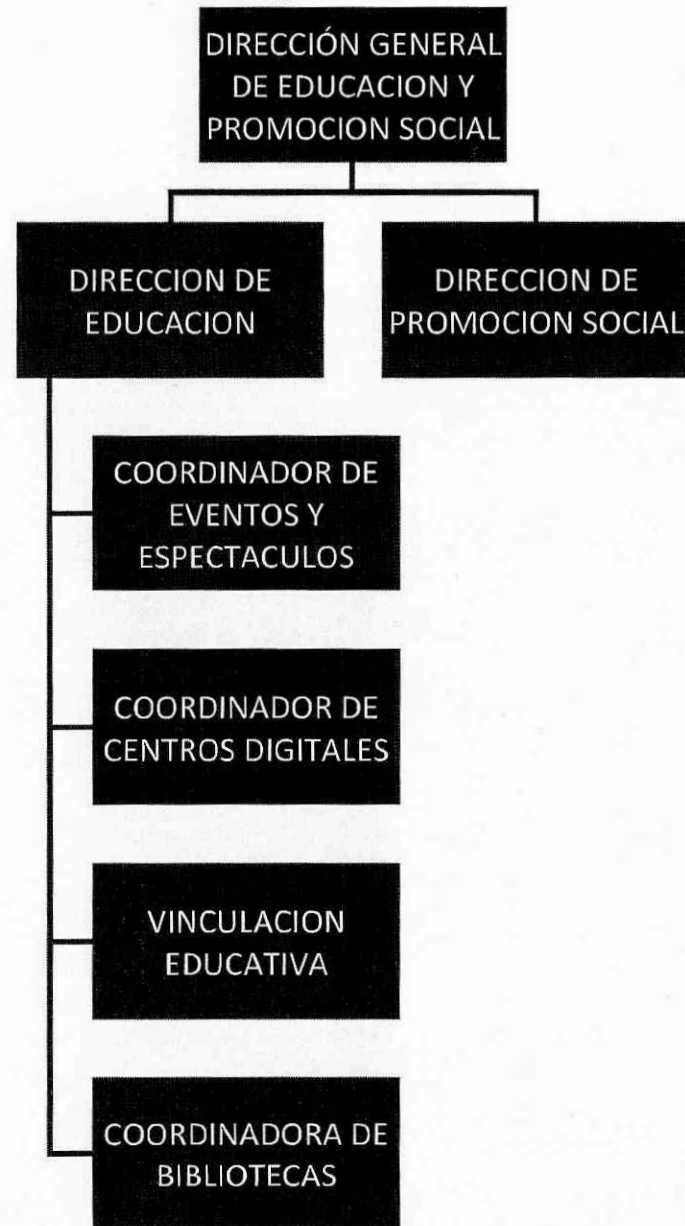 DIRECCIÓN GENERAL
DE EDUCACION Y
PROMOCION SOCIAL
DIRECCION DE
EDUCACION
DIRECCION DE
PROMOCION SOCIAL
COORDINADOR DE
EVENTOS Y
ESPECTACULOS
COORDINADOR DE
CENTROS DIGITALES
VINCULACION
EDUCATIVA
COORDINADORA DE
BIBLIOTECAS